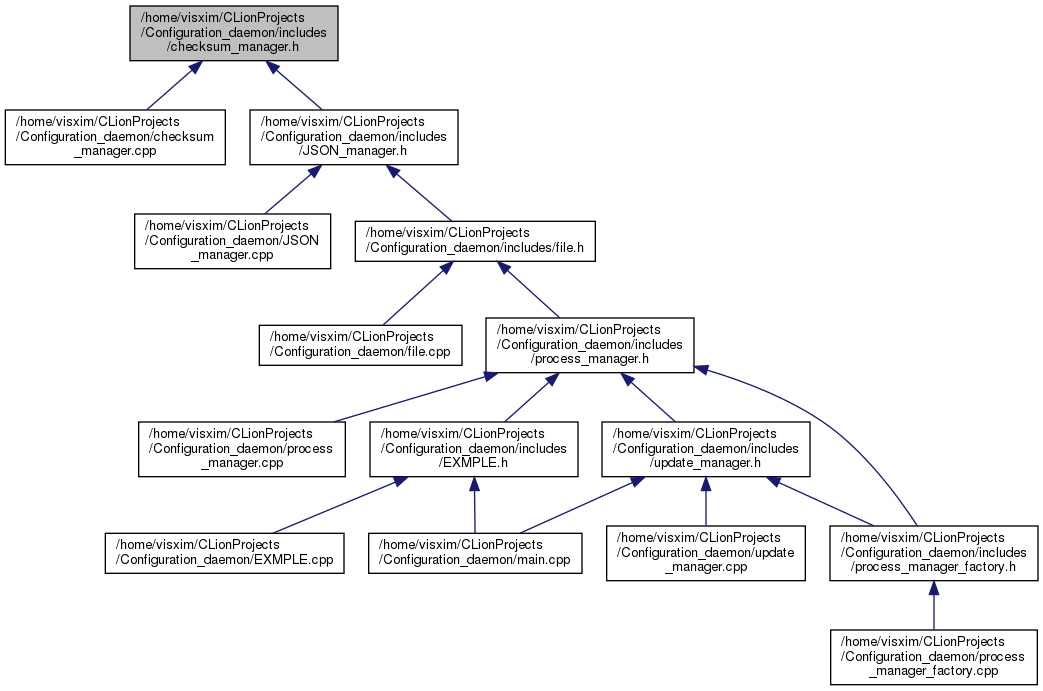 /home/visxim/CLionProjects
/Configuration_daemon/includes
/checksum_manager.h
/home/visxim/CLionProjects
/Configuration_daemon/checksum
_manager.cpp
/home/visxim/CLionProjects
/Configuration_daemon/includes
/JSON_manager.h
/home/visxim/CLionProjects
/Configuration_daemon/JSON
_manager.cpp
/home/visxim/CLionProjects
/Configuration_daemon/includes/file.h
/home/visxim/CLionProjects
/Configuration_daemon/file.cpp
/home/visxim/CLionProjects
/Configuration_daemon/includes
/process_manager.h
/home/visxim/CLionProjects
/Configuration_daemon/process
_manager.cpp
/home/visxim/CLionProjects
/Configuration_daemon/includes
/EXMPLE.h
/home/visxim/CLionProjects
/Configuration_daemon/includes
/update_manager.h
/home/visxim/CLionProjects
/Configuration_daemon/EXMPLE.cpp
/home/visxim/CLionProjects
/Configuration_daemon/main.cpp
/home/visxim/CLionProjects
/Configuration_daemon/update
_manager.cpp
/home/visxim/CLionProjects
/Configuration_daemon/includes
/process_manager_factory.h
/home/visxim/CLionProjects
/Configuration_daemon/process
_manager_factory.cpp